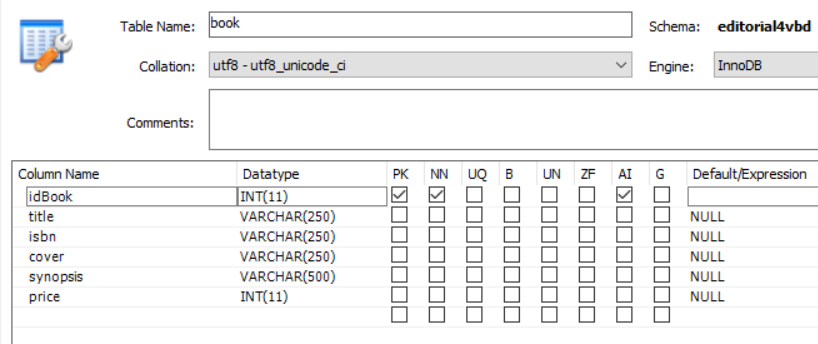 Table Name: book Schema: editorial4vbd
Collation: utf8 - utf8_unicode_ci Engine: InnoDB
Comments:
Column Name Datatype PK NN UQ B UN ZF AI G Default/Expression
idBook INT(11)
title VARCHAR(250) NULL
isbn VARCHAR(250) NULL
cover VARCHAR(250) NULL
synopsis VARCHAR(500) NULL
price INT(11) NULL